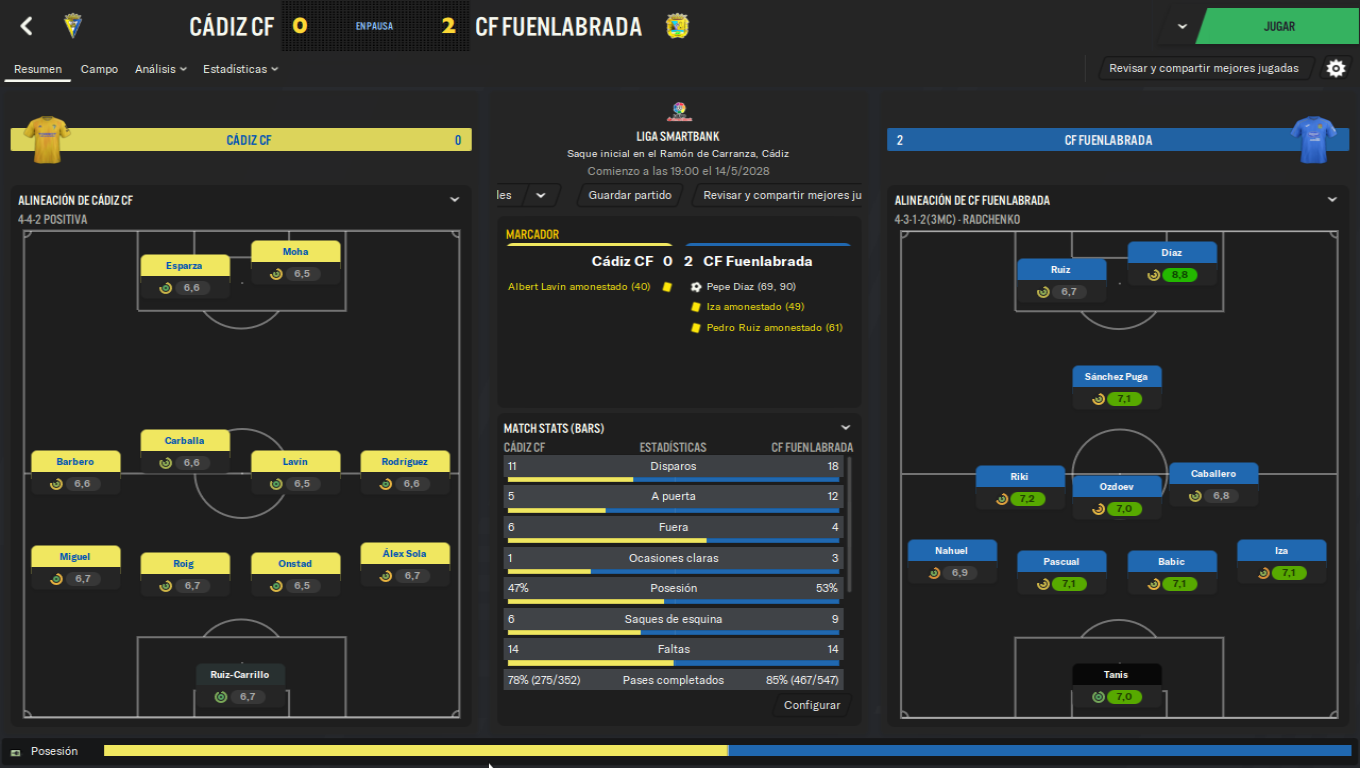 CÁDIZ CF 0 EN PAUSA 2 CF FUENLABRADA
JUGAR
Resumen Campo Análisis Estadísticas
Revisar y compartir mejores jugadas
CÁDIZ CF 0
LIGA SMARTBANK
Saque inicial en el Ramón de Carranza, Cádiz
Comienzo a las 19:00 el 14/5/2028
les Guardar partido Revisar y compartir mejores ju
2 CF FUENLABRADA
ALINEACIÓN DE CÁDIZ CF
4-4-2 POSITIVA
Moha
6,5
Esparza
6,6
Carballa
6,6
Barbero
6,6
Lavín
6,5
Rodríguez
6,6
Miguel
6,7
Roig
6,7
Onstad
6,5
Álex Sola
6,7
Ruiz-Carrillo
6,7
MARCADOR
Cádiz CF 0 2 CF Fuenlabrada
Albert Lavín amonestado (40)
Pepe Díaz (69, 90)
Iza amonestado (49)
Pedro Ruiz amonestado (61)
MATCH STATS (BARS)
CÁDIZ CF ESTADÍSTICAS CF FUENLABRADA
11 Disparos 18
5 A puerta 12
6 Fuera 4
1 Ocasiones claras 3
47% Posesión 53%
6 Saques de esquina 9
14 Faltas 14
78% (275/352) Pases completados 85% (467/547)
Configurar
ALINEACIÓN DE CF FUENLABRADA
4-3-1-2 (3MC) - RADCHENKO
Díaz
8,8
Ruiz
6,7
Sánchez Puga
7,1
Riki
7,2
Ozdoev
7,0
Caballero
6,8
Nahuel
6,9
Pascual
7,1
Babic
7,1
Iza
7,1
Tanis
7,0
Posesión